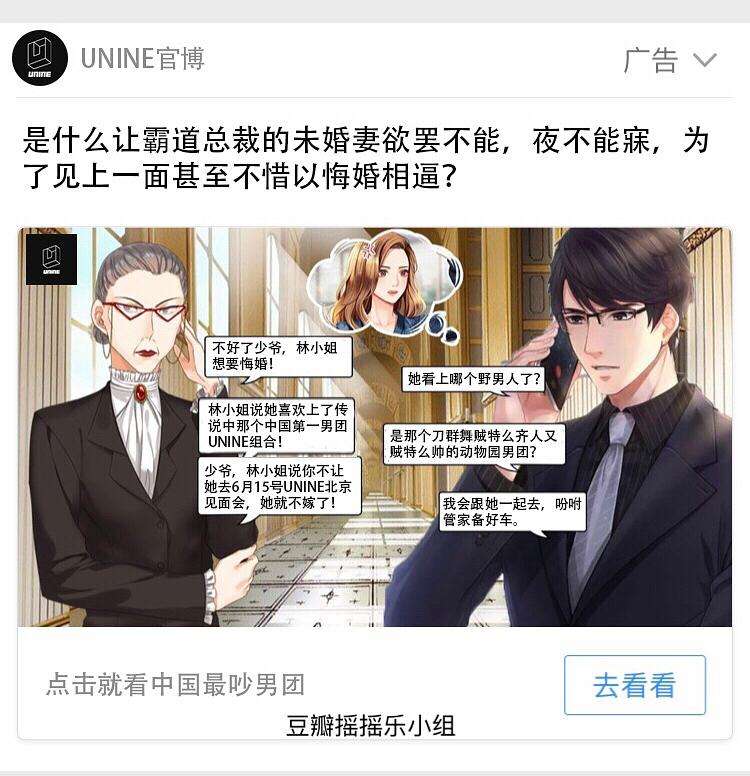 UNINE
UNINE官博
广告
是什么让霸道总裁的未婚妻欲罢不能，夜不能寐，为
了见上一面甚至不惜以悔婚相逼？
UNINE
不好了少爷，林小姐
想要悔婚！
她看上哪个野男人了？
林小姐说她喜欢上了传
说中那个中国第一男团
UNINE组合！
是那个刀群舞贼特么齐人又
贼特么帅的动物园男团？
少爷，林小姐说你不让
她去6月15号UNINE北京
见面会，她就不嫁了！
我会跟她一起去，吩咐
管家备好车。
点击就看中国最吵男团
去看看
豆瓣摇摇乐小组